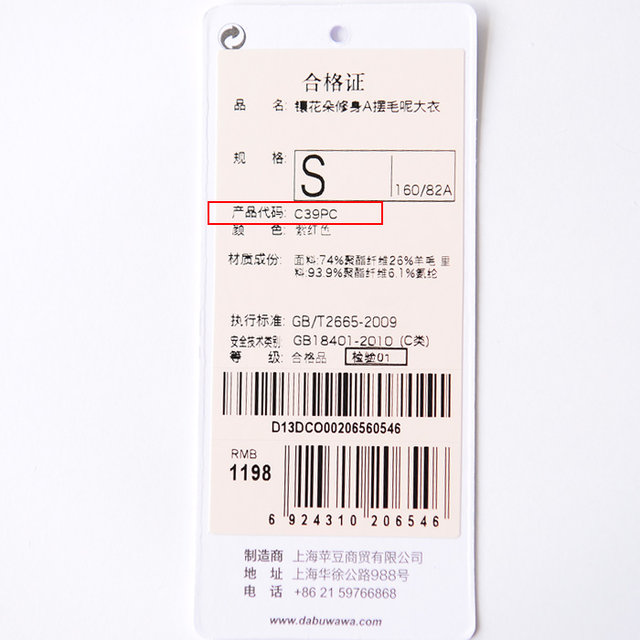 合格证
品 名: 镶花朵修身A摆毛呢大衣
规 格: S 160/82A
产品代码: C39PC
颜 色: 紫红色
材质成份: 面料:74%聚酯纤维26%羊毛 里
料:93.9%聚酯纤维6.1%氨纶
执行标准: GB/T2665-2009
安全技术类别: GB18401-2010 (C类)
等 级: 合格品 检验01
D13DCO00206560546
RMB
1198
6 924310 206546
制造商 上海苹豆商贸有限公司
地 址 上海华徐公路988号
电 话 +86 21 59766868
www.dabuwawa.com